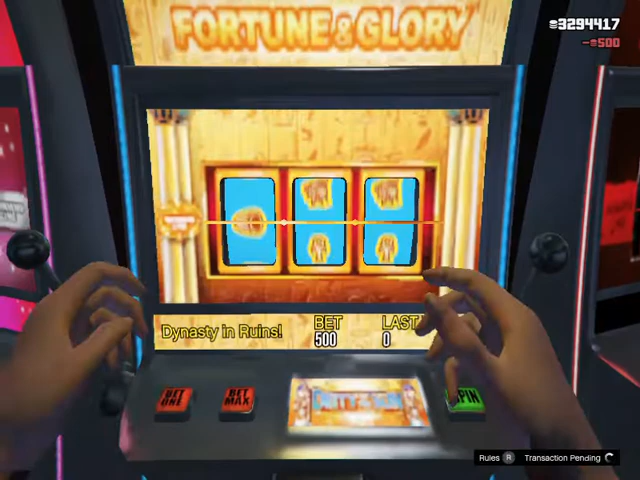 FORTUNE & GLORY
3294417
-500
Dynasty in Ruins!
BET
500
LAST
0
BET
ONE
BET
MAX
SPIN
Rules R Transaction Pending